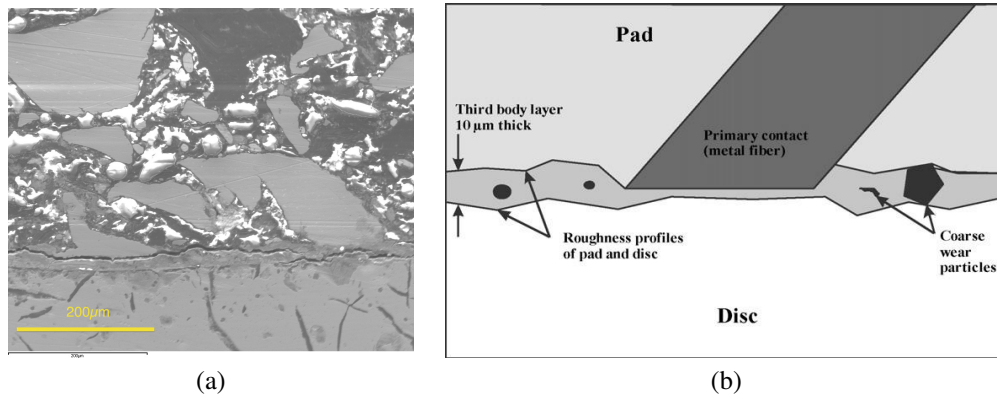 200µm
200µm
(a)
Pad
Third body layer
10 µm thick
Primary contact
(metal fiber)
Roughness profiles
of pad and disc
Coarse
wear
particles
Disc
(b)